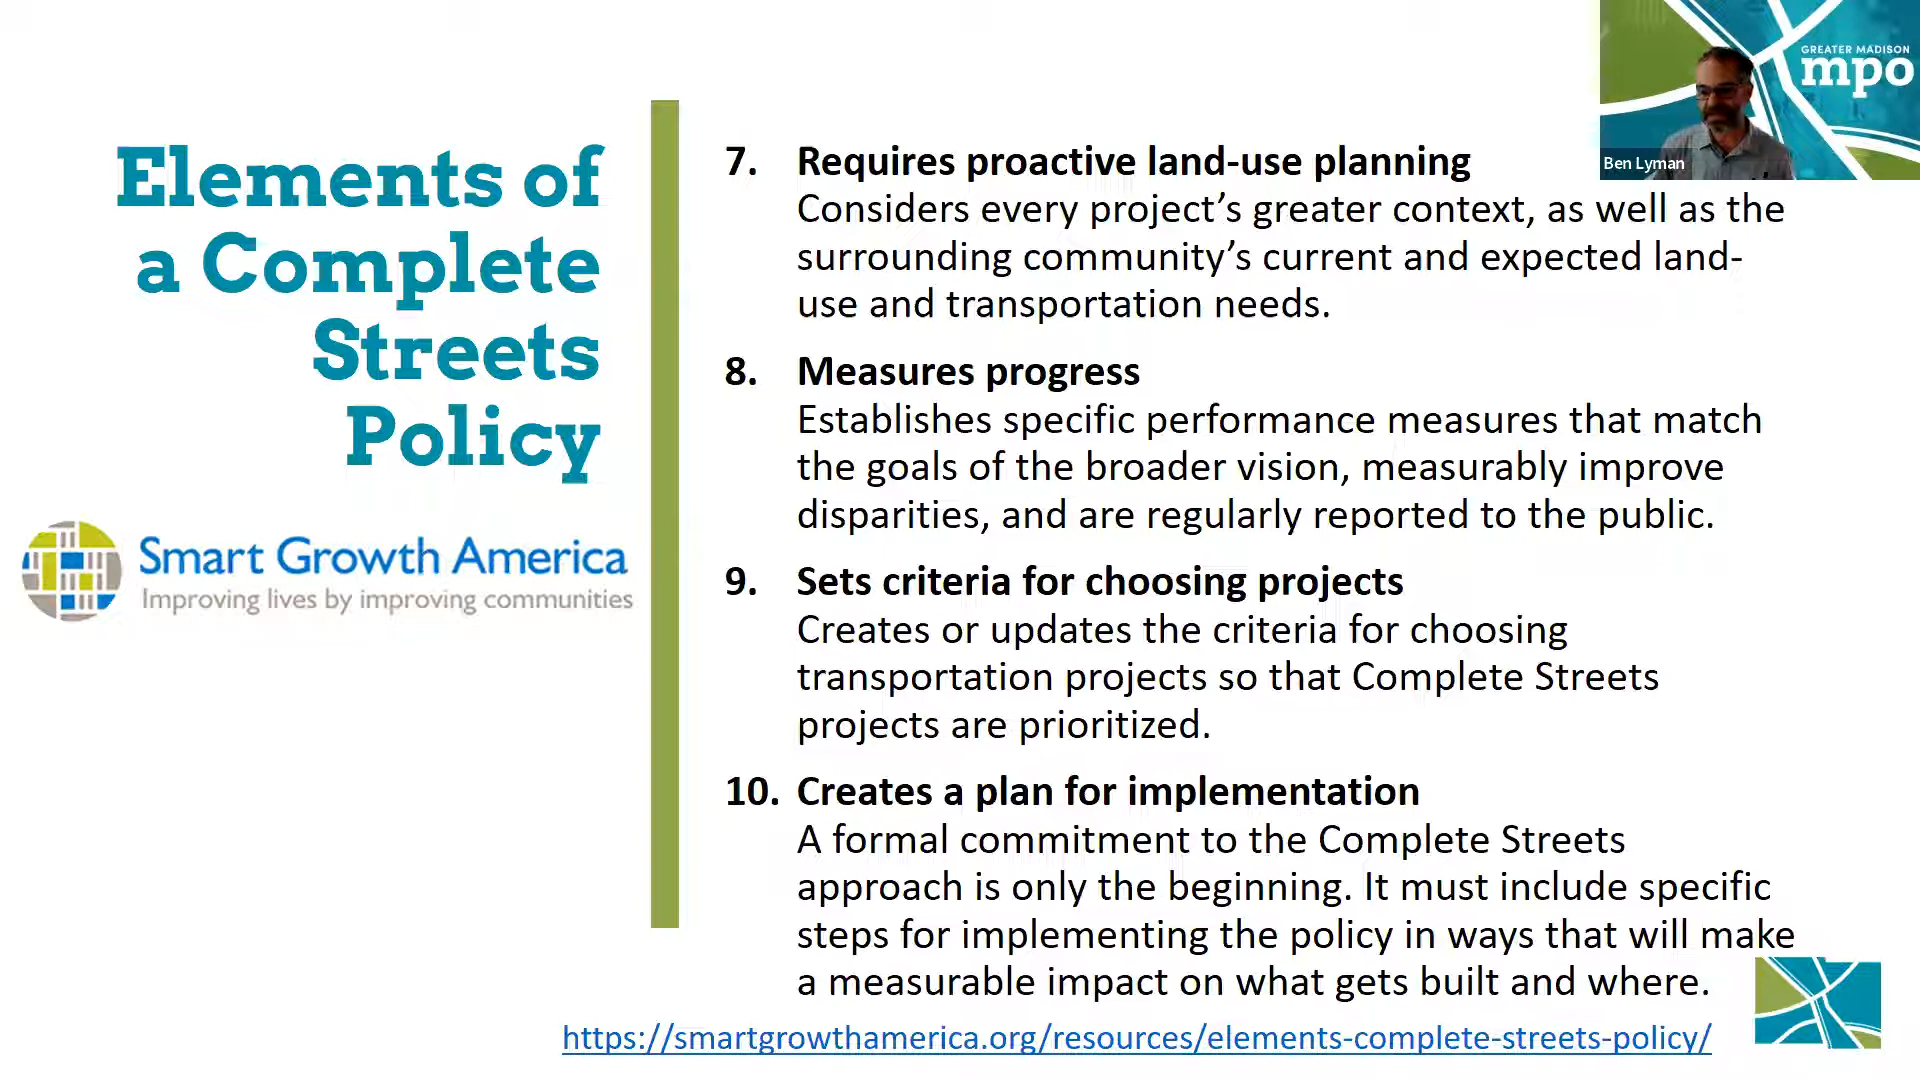 Elements of
a Complete
Streets
Policy
Smart Growth America
Improving lives by improving communities
7. Requires proactive land-use planning
Considers every project’s greater context, as well as the
surrounding community’s current and expected land-
use and transportation needs.
8. Measures progress
Establishes specific performance measures that match
the goals of the broader vision, measurably improve
disparities, and are regularly reported to the public.
9. Sets criteria for choosing projects
Creates or updates the criteria for choosing
transportation projects so that Complete Streets
projects are prioritized.
10. Creates a plan for implementation
A formal commitment to the Complete Streets
approach is only the beginning. It must include specific
steps for implementing the policy in ways that will make
a measurable impact on what gets built and where.
https://smartgrowthamerica.org/resources/elements-complete-streets-policy/
GREATER MADISON
mpo
Ben Lyman